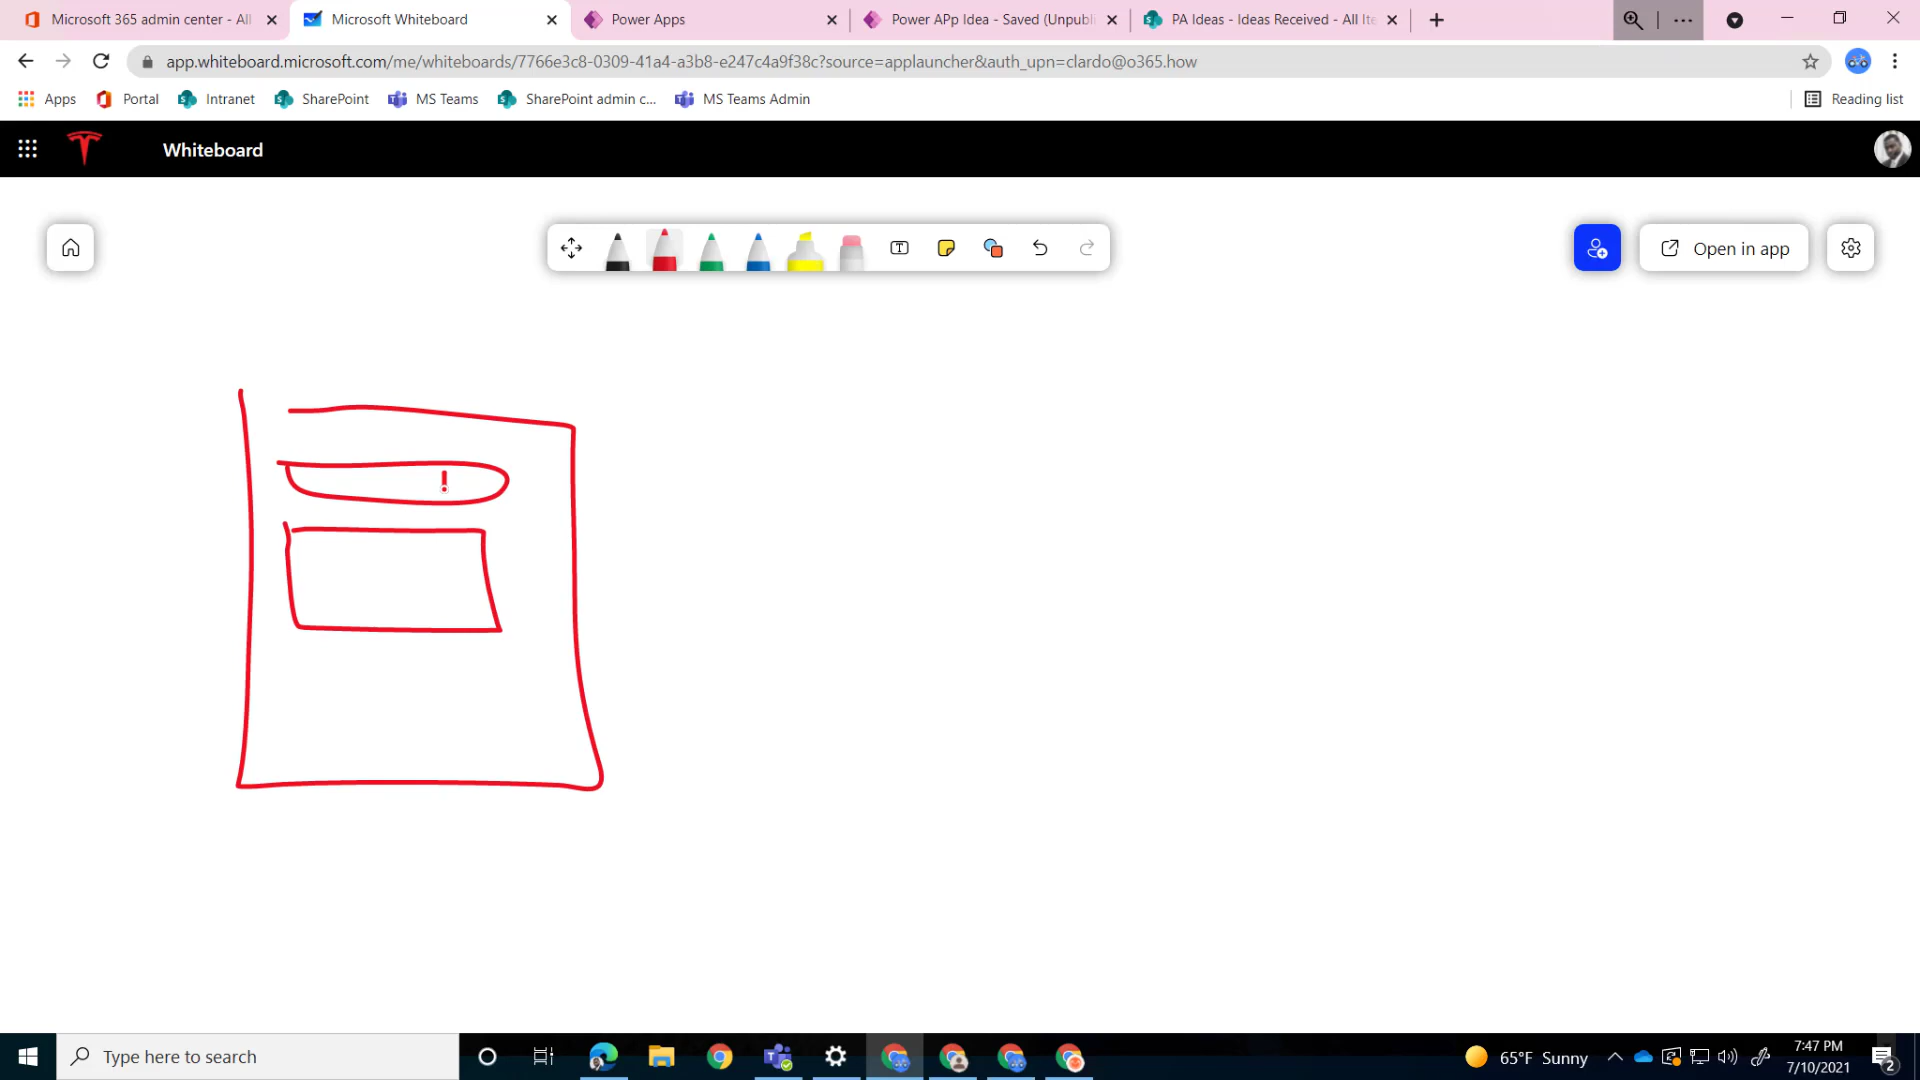 Microsoft 365 admin center - All
Microsoft Whiteboard
Power Apps
Power APp Idea - Saved (Unpubli
PA Ideas - Ideas Received - All Ite
app.whiteboard.microsoft.com/me/whiteboards/7766e3c8-0309-41a4-a3b8-e247c4a9f38c?source=applauncher&auth_upn=clardo@o365.how
Apps
Portal
Intranet
SharePoint
MS Teams
SharePoint admin c...
MS Teams Admin
Reading list
Whiteboard
Open in app
Type here to search
65°F Sunny
7:47 PM
7/10/2021
2